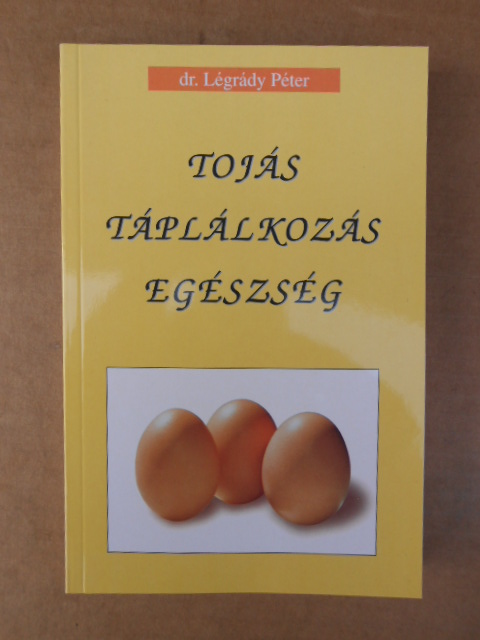 dr. Légrády Péter
TOJÁS
TÁPLÁLKOZÁS
EGÉSZSÉG